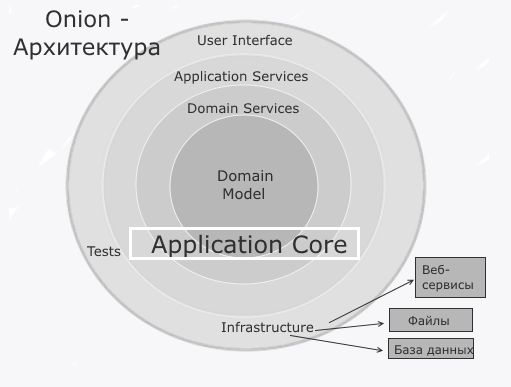 Onion -
Архитектура
User Interface
Application Services
Domain Services
Domain
Model
Application Core
Tests
Infrastructure
Веб-
сервисы
Файлы
База данных